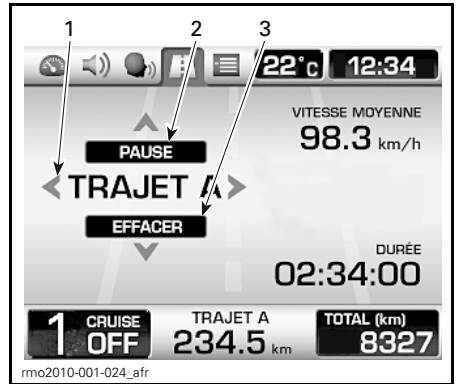 1 2 3
22°c 12:34
VITESSE MOYENNE
98.3 km/h
PAUSE
TRAJET A
EFFACER
DURÉE
02:34:00
1 CRUISE OFF
TRAJET A
234.5 km
TOTAL (km)
8327
rmo2010-001-024_afr